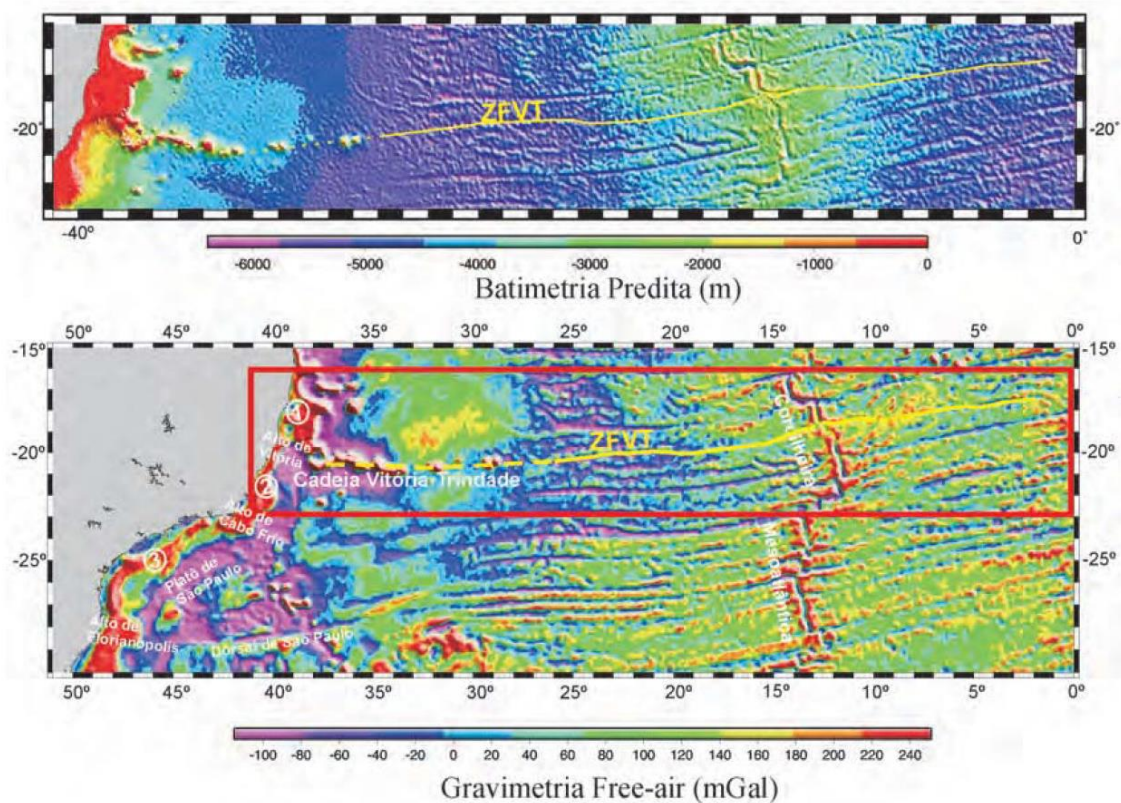 ZFVT
-20°
-20°
-40°
0°
-6000 -5000 -4000 -3000 -2000 -1000 0
Batimetria Predita (m)
50° 45° 40° 35° 30° 25° 20° 15° 10° 5° 0°
-15°
-15°
1
Cordilheira
ZFVT
Alto de
Vitória
-20°
-20°
Cadeia Vitória Trindade
2
Alto de
Cabo Frio
-25°
-25°
3
Mesoatlântica
Platô de
São Paulo
Alto de
Florianópolis
Dorsal de São Paulo
50° 45° 40° 35° 30° 25° 20° 15° 10° 5° 0°
-100 -80 -60 -40 -20 0 20 40 60 80 100 120 140 160 180 200 220 240
Gravimetria Free-air (mGal)